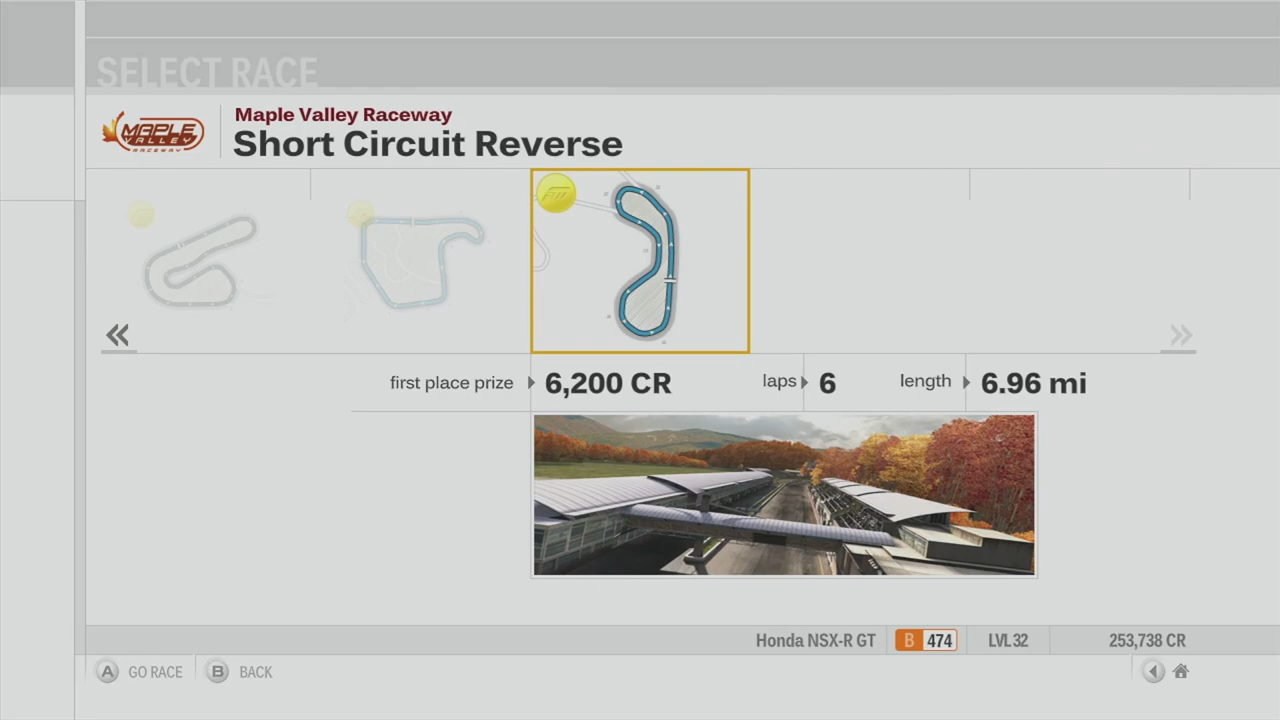 SELECT RACE
MAPLE
VALLEY
RACEWAY
Maple Valley Raceway
Short Circuit Reverse
first place prize 6,200 CR laps 6 length 6.96 mi
Honda NSX-R GT B 474 LVL 32 253,738 CR
A GO RACE B BACK